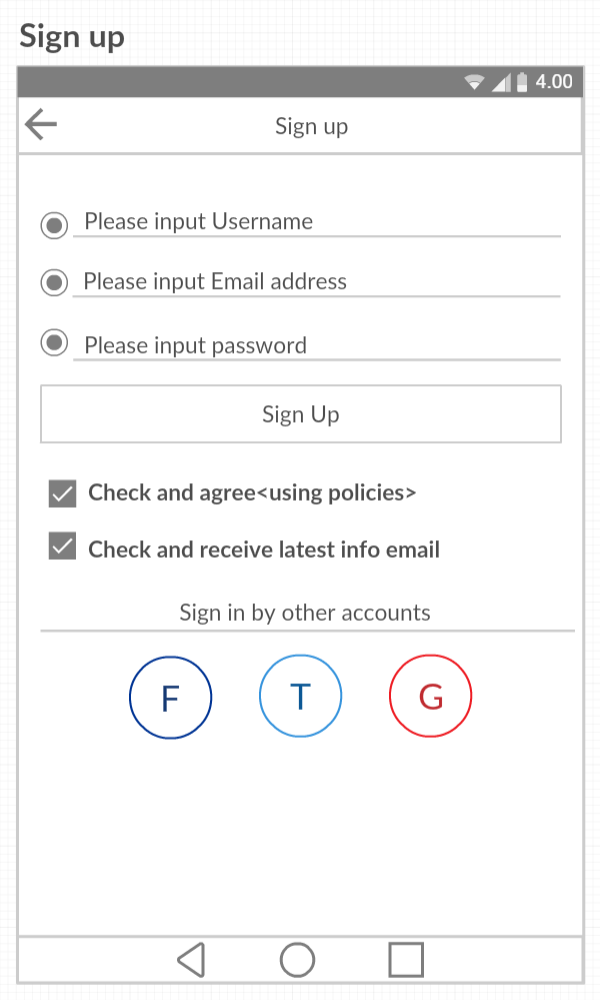 Sign up
4.00
Sign up
Please input Username
Please input Email address
Please input password
Sign Up
Check and agree<using policies>
Check and receive latest info email
Sign in by other accounts
F T G